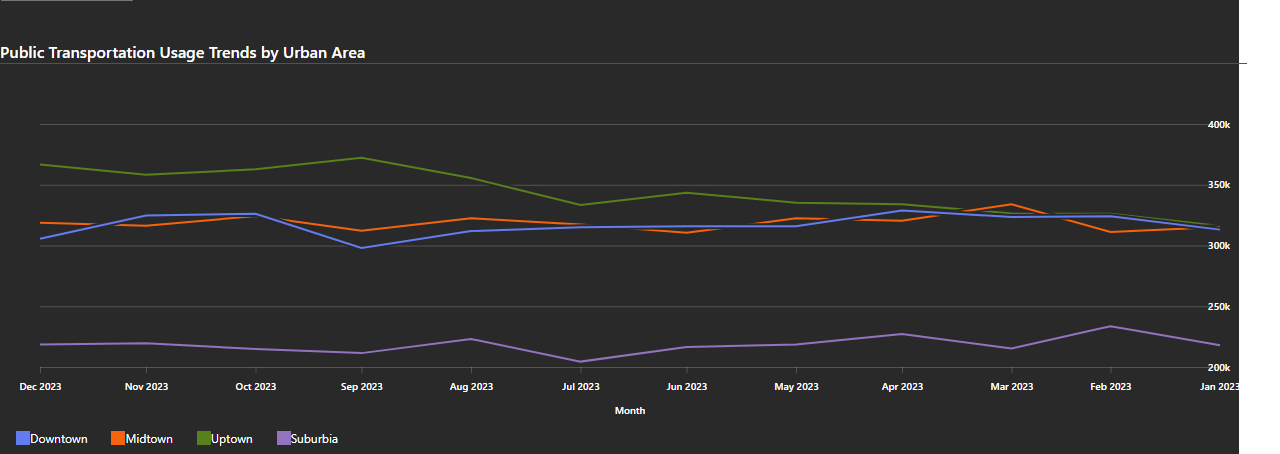 Public Transportation Usage Trends by Urban Area
400k
350k
300k
250k
200k
Dec 2023 Nov 2023 Oct 2023 Sep 2023 Aug 2023 Jul 2023 Jun 2023 May 2023 Apr 2023 Mar 2023 Feb 2023 Jan 2023
Month
Downtown Midtown Uptown Suburbia